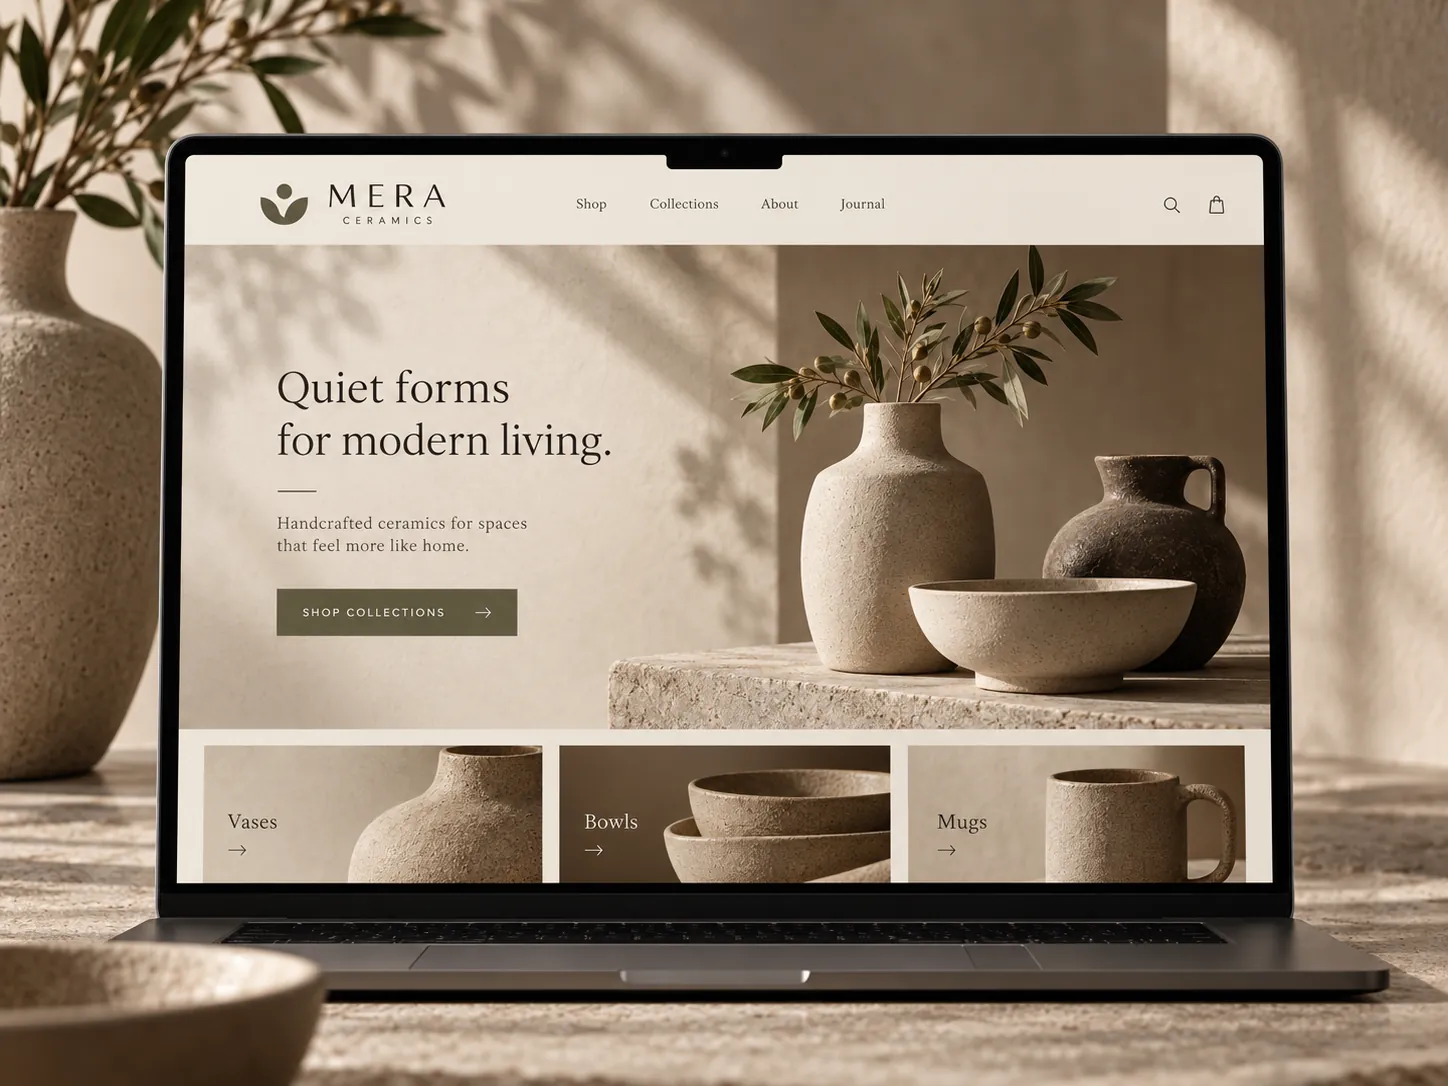 MERA
CERAMICS
Shop
Collections
About
Journal
Quiet forms
for modern living.
Handcrafted ceramics for spaces
that feel more like home.
SHOP COLLECTIONS
Vases
Bowls
Mugs